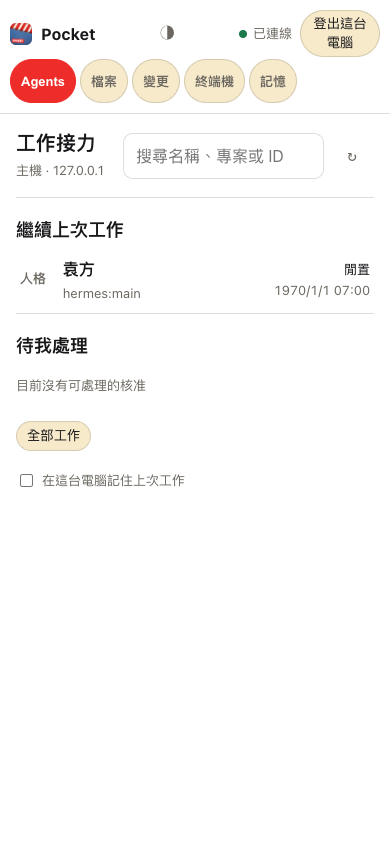 Pocket
已連線
登出這台
電腦
Agents
檔案
變更
終端機
記憶
工作接力
主機 · 127.0.0.1
搜尋名稱、專案或 ID
↻
繼續上次工作
人格
袁方
閒置
hermes:main
1970/1/1 07:00
待我處理
目前沒有可處理的核准
全部工作
在這台電腦記住上次工作